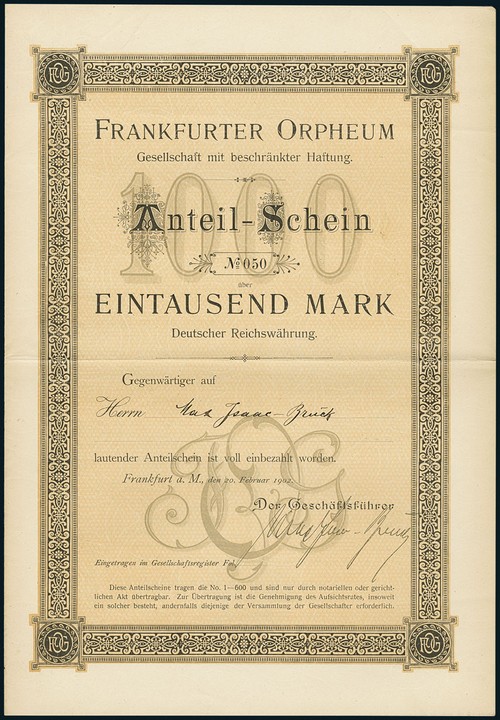 FRANKFURTER ORPHEUM
Gesellschaft mit beschränkter Haftung.
1000
Anteil-Schein
No 050
über
EINTAUSEND MARK
Deutscher Reichswährung.
Gegenwärtiger auf
Herrn Max Isaac-Bruck
lautender Anteilschein ist voll einbezahlt worden.
Frankfurt a. M., den 20. Februar 1902.
Der Geschäftsführer
Eingetragen im Gesellschaftsregister Fol.
Diese Anteilscheine tragen die No. 1—600 und sind nur durch notariellen oder gericht-
lichen Akt übertragbar. Zur Übertragung ist die Genehmigung des Aufsichtsrates, insoweit
ein solcher besteht, andernfalls diejenige der Versammlung der Gesellschafter erforderlich.